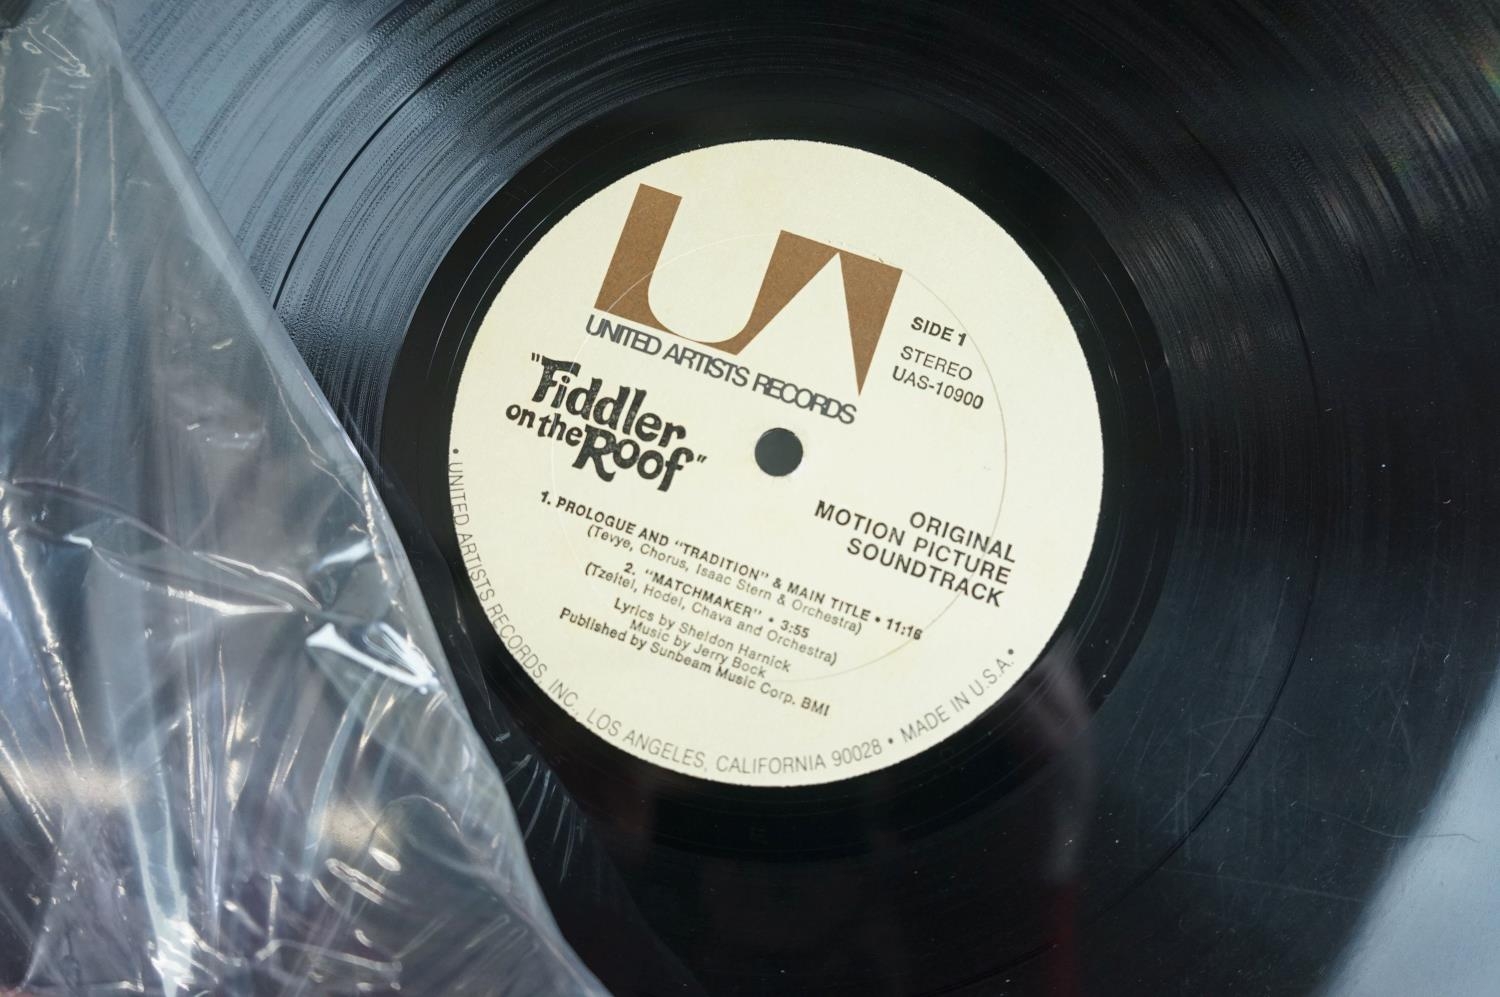 UNITED ARTISTS RECORDS
SIDE 1
STEREO
UAS-10900
"Fiddler
on the Roof"
ORIGINAL
MOTION PICTURE
SOUNDTRACK
1. PROLOGUE AND "TRADITION" & MAIN TITLE • 11:16
(Tevye, Chorus, Isaac Stern & Orchestra)
2. "MATCHMAKER" • 3:55
(Tzeitel, Hodel, Chava and Orchestra)
Lyrics by Sheldon Harnick
Music by Jerry Bock
Published by Sunbeam Music Corp. BMI
• UNITED ARTISTS RECORDS, INC., LOS ANGELES, CALIFORNIA 90028 • MADE IN U.S.A. •